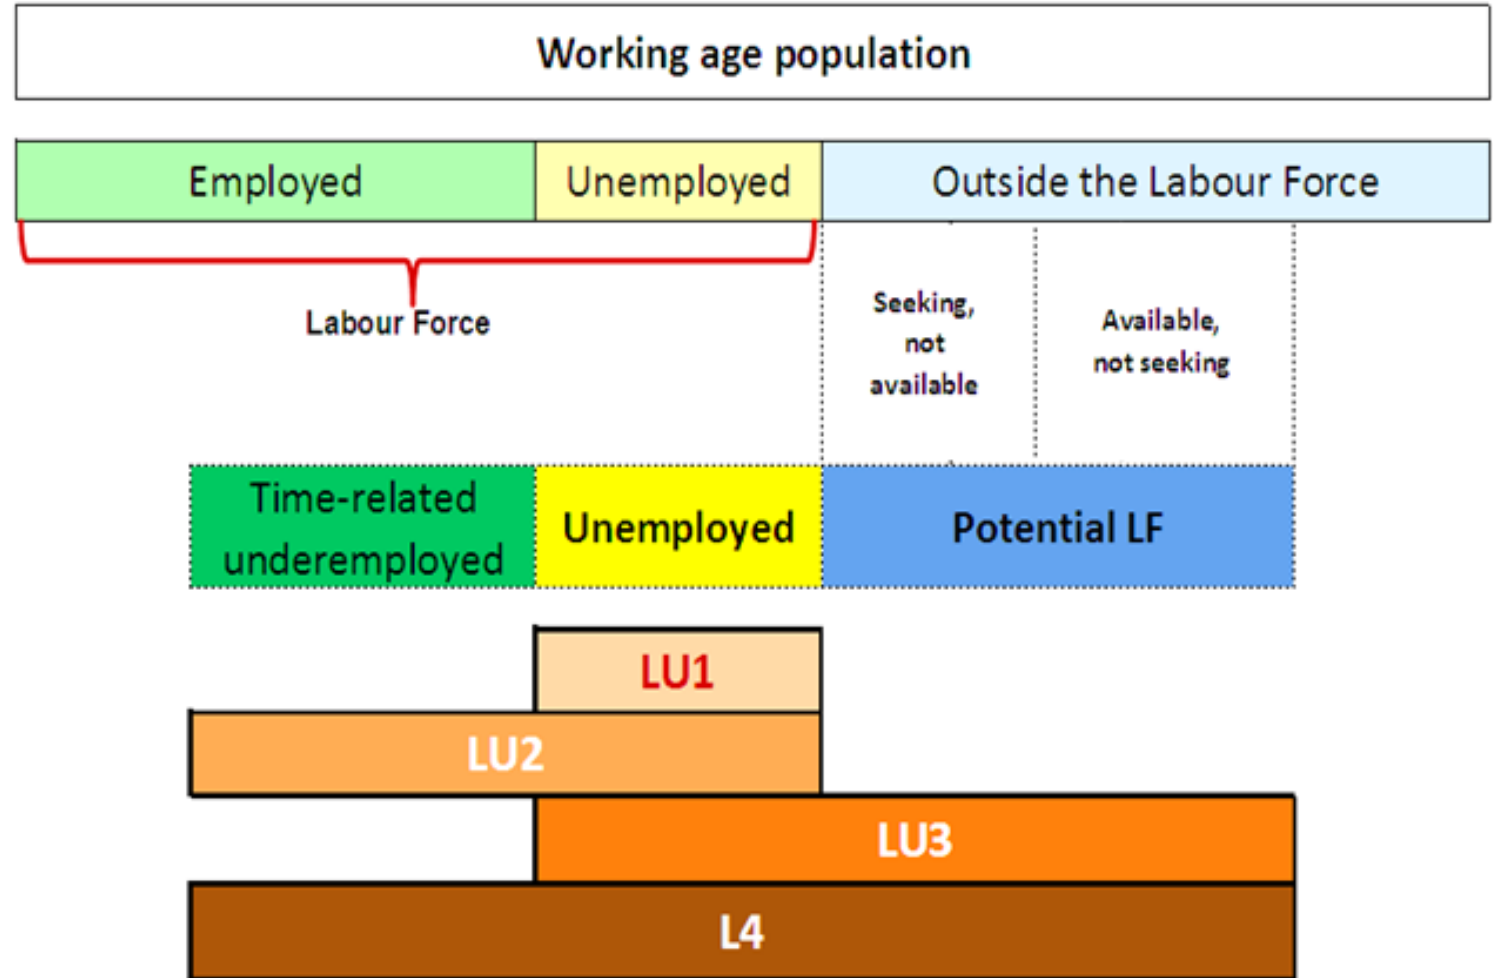 Working age population
Employed
Unemployed
Outside the Labour Force
Labour Force
Seeking,
not
available
Available,
not seeking
Time-related
underemployed
Unemployed
Potential LF
LU1
LU2
LU3
L4